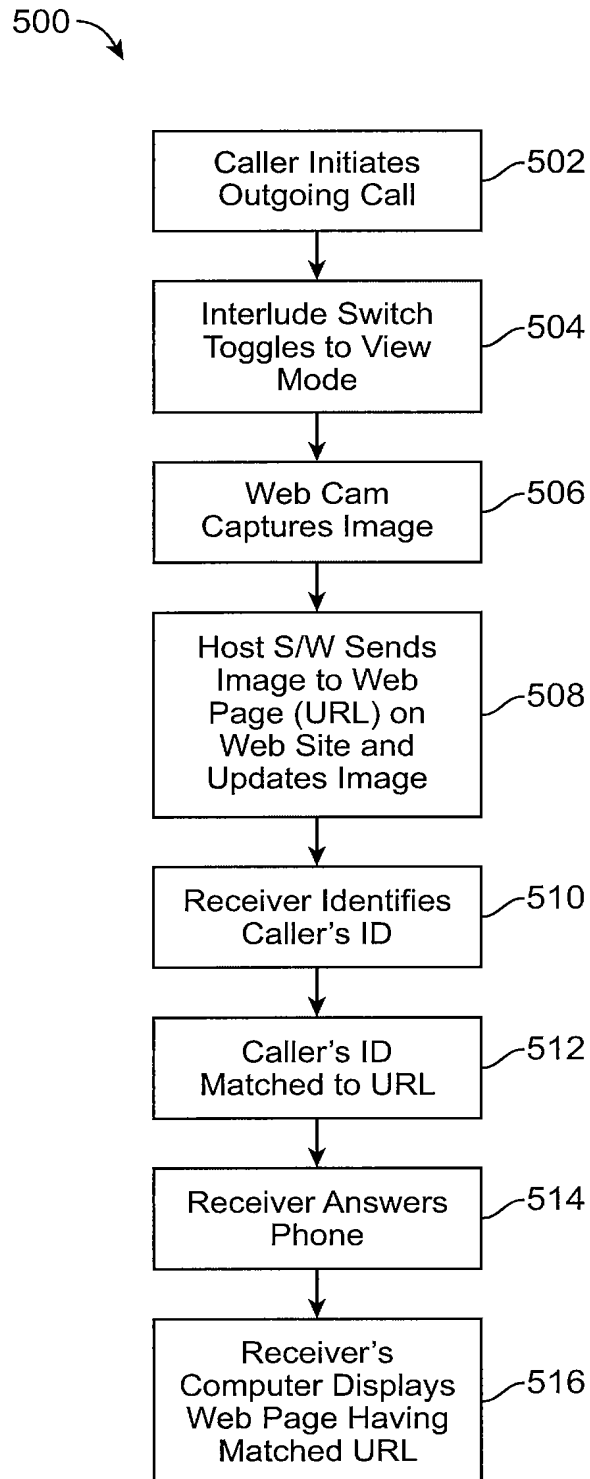 500
Caller Initiates
Outgoing Call
502
Interlude Switch
Toggles to View
Mode
504
Web Cam
Captures Image
506
Host S/W Sends
Image to Web
Page (URL) on
Web Site and
Updates Image
508
Receiver Identifies
Caller's ID
510
Caller's ID
Matched to URL
512
Receiver Answers
Phone
514
Receiver's
Computer Displays
Web Page Having
Matched URL
516